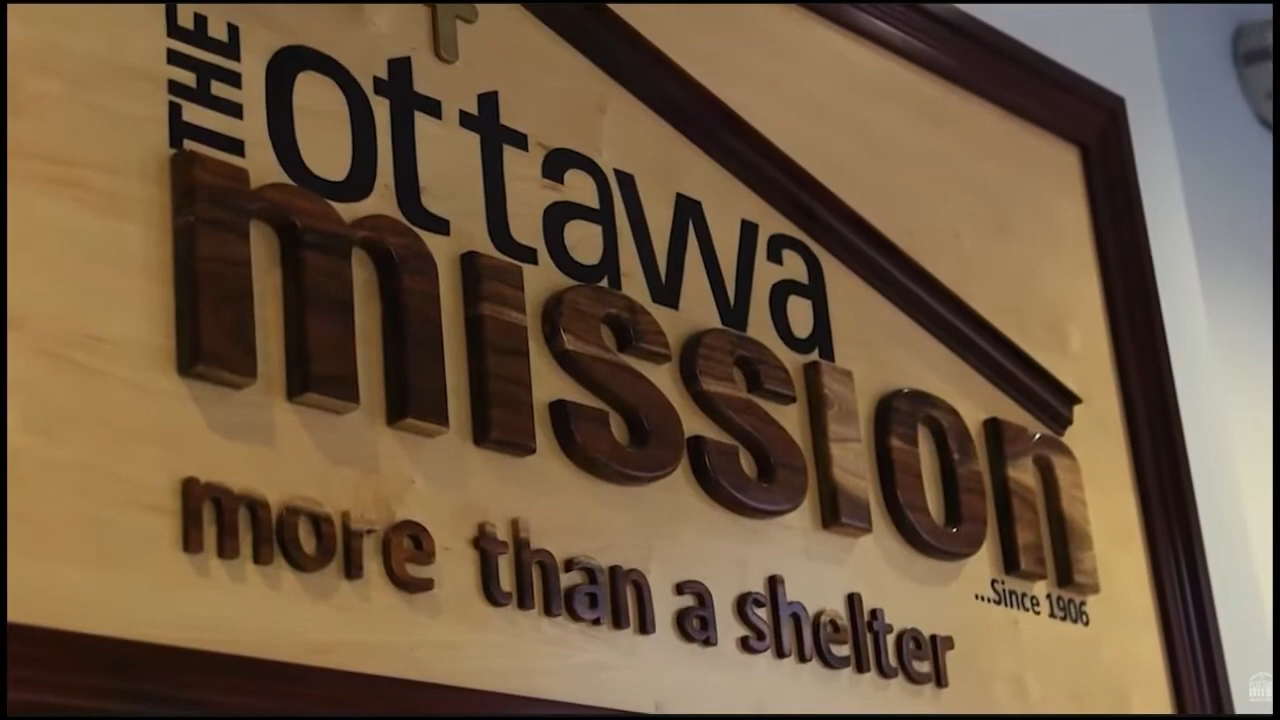 THE
ottawa
mission
...Since 1906
more than a shelter